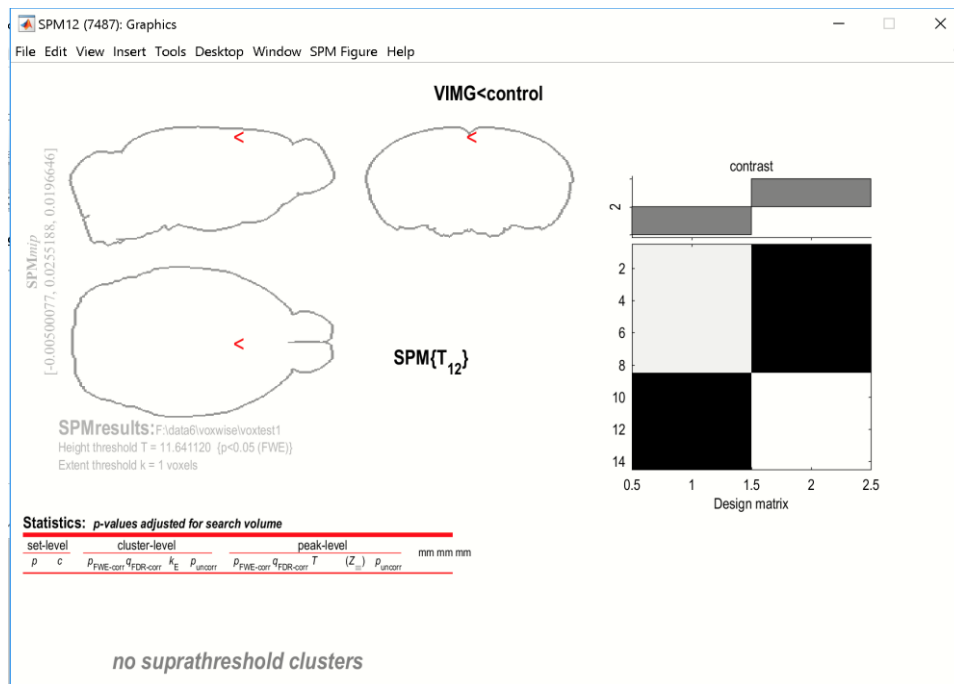 SPM12 (7487): Graphics
File Edit View Insert Tools Desktop Window SPM Figure Help
VIMG<control
<
<
<
SPMmip
[-0.00500077, 0.0255188, 0.0196646]
SPM{T12}
SPMresults: F:\data6\voxwise\voxtest1
Height threshold T = 11.641120 {p<0.05 (FWE)}
Extent threshold k = 1 voxels
contrast
2
2
4
6
8
10
12
14
0.5 1 1.5 2 2.5
Design matrix
Statistics: p-values adjusted for search volume
set-level cluster-level peak-level mm mm mm
p c pFWE-corr qFDR-corr kE puncorr pFWE-corr qFDR-corr T (Z≡) puncorr
no suprathreshold clusters